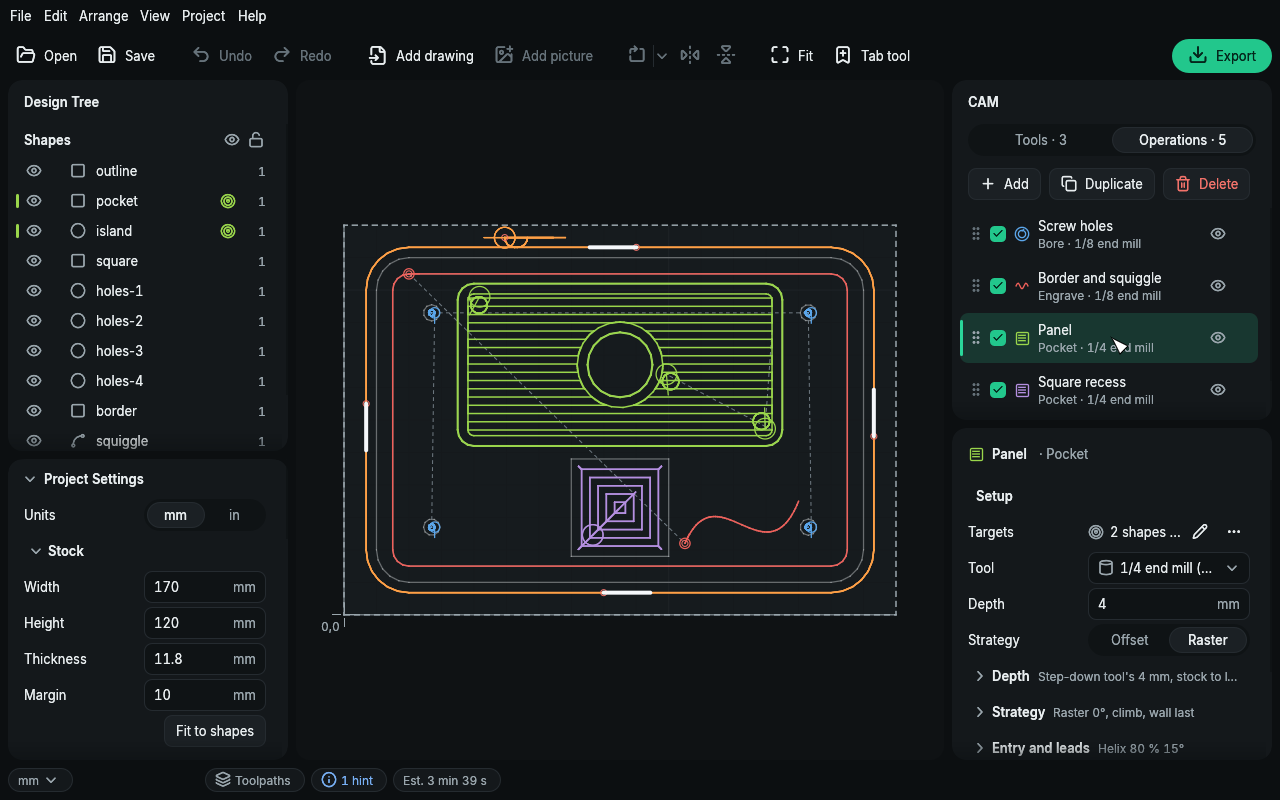 File Edit Arrange View Project Help
Open Save Undo Redo Add drawing Add picture Fit Tab tool Export
Design Tree
Shapes
outline 1
pocket 1
island 1
square 1
holes-1 1
holes-2 1
holes-3 1
holes-4 1
border 1
squiggle 1
Project Settings
Units mm in
Stock
Width 170 mm
Height 120 mm
Thickness 11.8 mm
Margin 10 mm
Fit to shapes
0,0
CAM
Tools · 3 Operations · 5
Add Duplicate Delete
Screw holes
Bore · 1/8 end mill
Border and squiggle
Engrave · 1/8 end mill
Panel
Pocket · 1/4 end mill
Square recess
Pocket · 1/4 end mill
Panel · Pocket
Setup
Targets 2 shapes ...
Tool 1/4 end mill (...
Depth 4 mm
Strategy Offset Raster
Depth Step-down tool's 4 mm, stock to l...
Strategy Raster 0°, climb, wall last
Entry and leads Helix 80 % 15°
mm Toolpaths 1 hint Est. 3 min 39 s